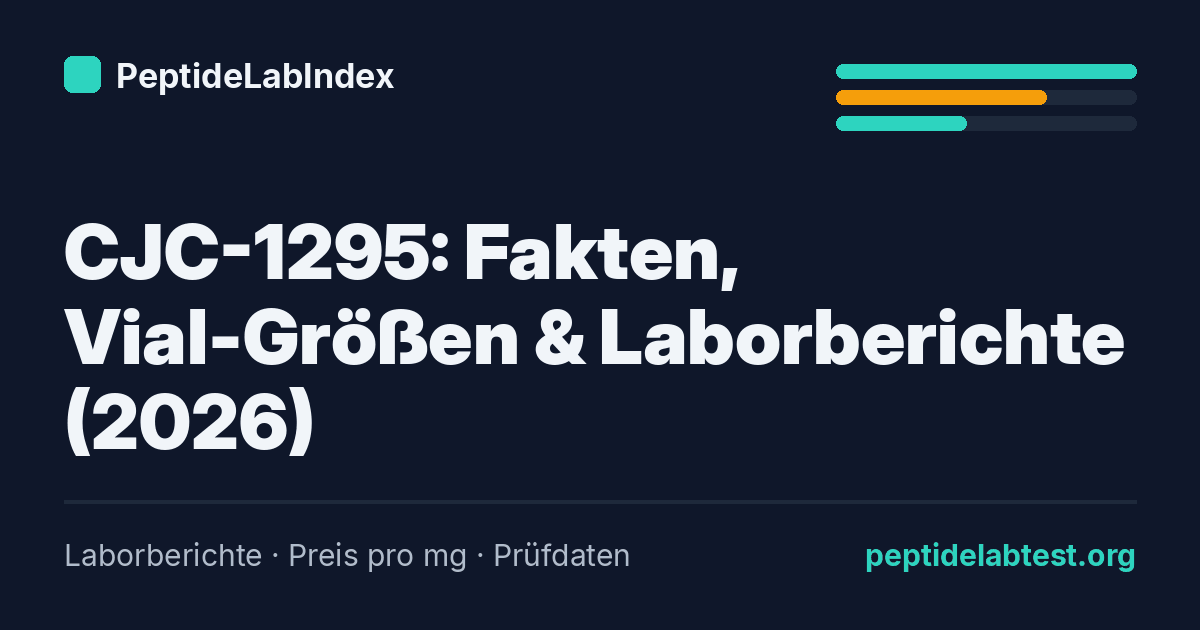 PeptideLabIndex
CJC-1295: Fakten,
Vial-Größen & Laborberichte
(2026)
Laborberichte · Preis pro mg · Prüfdaten
peptidelabtest.org